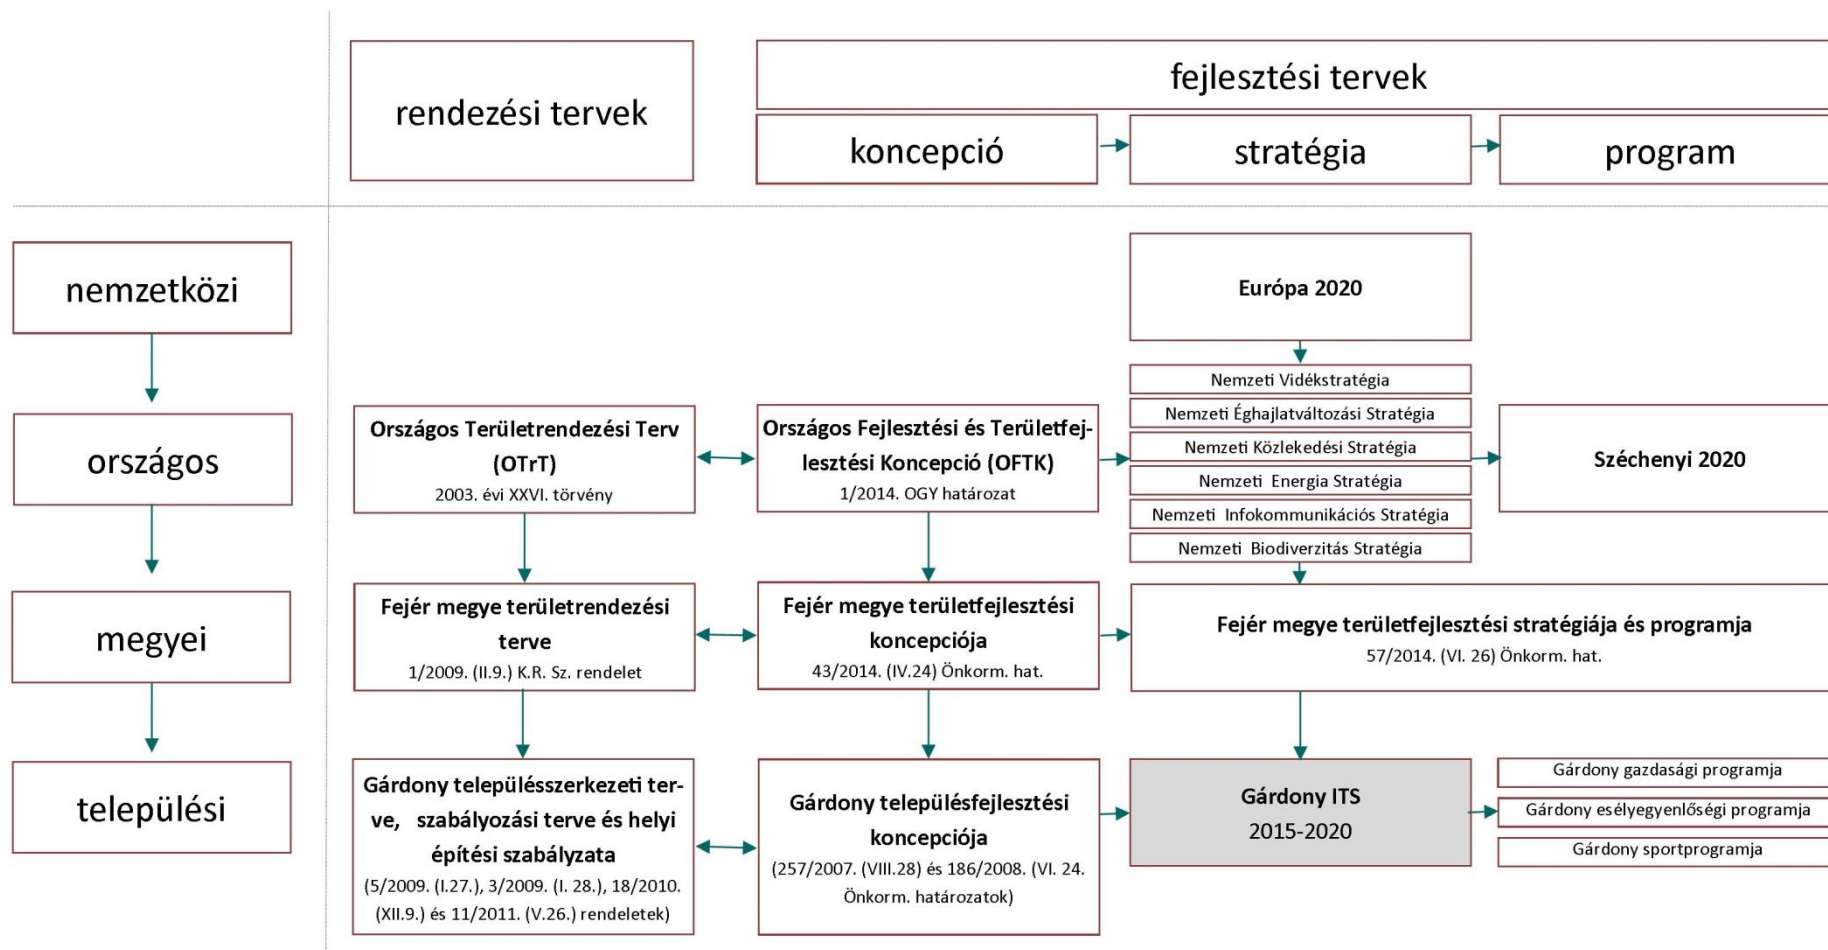 rendezési tervek
fejlesztési tervek
koncepció
stratégia
program
nemzetközi
Európa 2020
országos
Országos Területrendezési Terv
(OTrT)
2003. évi XXVI. törvény
Országos Fejlesztési és Területfej-
lesztési Koncepció (OFTK)
1/2014. OGY határozat
Nemzeti Vidékstratégia
Nemzeti Éghajlatváltozási Stratégia
Nemzeti Közlekedési Stratégia
Nemzeti Energia Stratégia
Nemzeti Infokommunikációs Stratégia
Nemzeti Biodiverzitás Stratégia
Széchenyi 2020
megyei
Fejér megye területrendezési
terve
1/2009. (II.9.) K.R. Sz. rendelet
Fejér megye területfejlesztési
koncepciója
43/2014. (IV.24) Önkorm. hat.
Fejér megye területfejlesztési stratégiája és programja
57/2014. (VI. 26) Önkorm. hat.
települési
Gárdony településszerkezeti ter-
ve, szabályozási terve és helyi
építési szabályzata
(5/2009. (I.27.), 3/2009. (I. 28.), 18/2010.
(XII.9.) és 11/2011. (V.26.) rendeletek)
Gárdony településfejlesztési
koncepciója
(257/2007. (VIII.28) és 186/2008. (VI. 24.
Önkorm. határozatok)
Gárdony ITS
2015-2020
Gárdony gazdasági programja
Gárdony esélyegyenlőségi programja
Gárdony sportprogramja